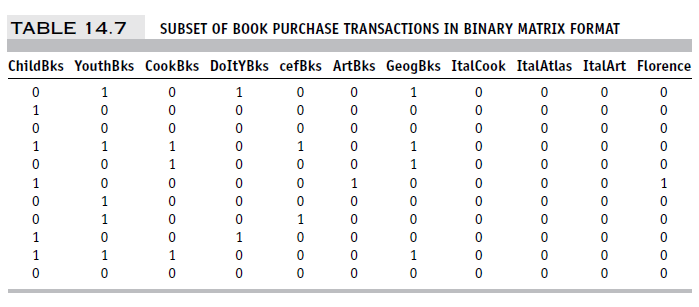 TABLE 14.7 SUBSET OF BOOK PURCHASE TRANSACTIONS IN BINARY MATRIX FORMAT
ChildBks YouthBks CookBks DoItYBks cefBks ArtBks GeogBks ItalCook ItalAtlas ItalArt Florence
0 1 0 1 0 0 1 0 0 0 0
1 0 0 0 0 0 0 0 0 0 0
0 0 0 0 0 0 0 0 0 0 0
1 1 1 0 1 0 1 0 0 0 0
0 0 1 0 0 0 1 0 0 0 0
1 0 0 0 0 1 0 0 0 0 1
0 1 0 0 0 0 0 0 0 0 0
0 1 0 0 1 0 0 0 0 0 0
1 0 0 1 0 0 0 0 0 0 0
1 1 1 0 0 0 1 0 0 0 0
0 0 0 0 0 0 0 0 0 0 0